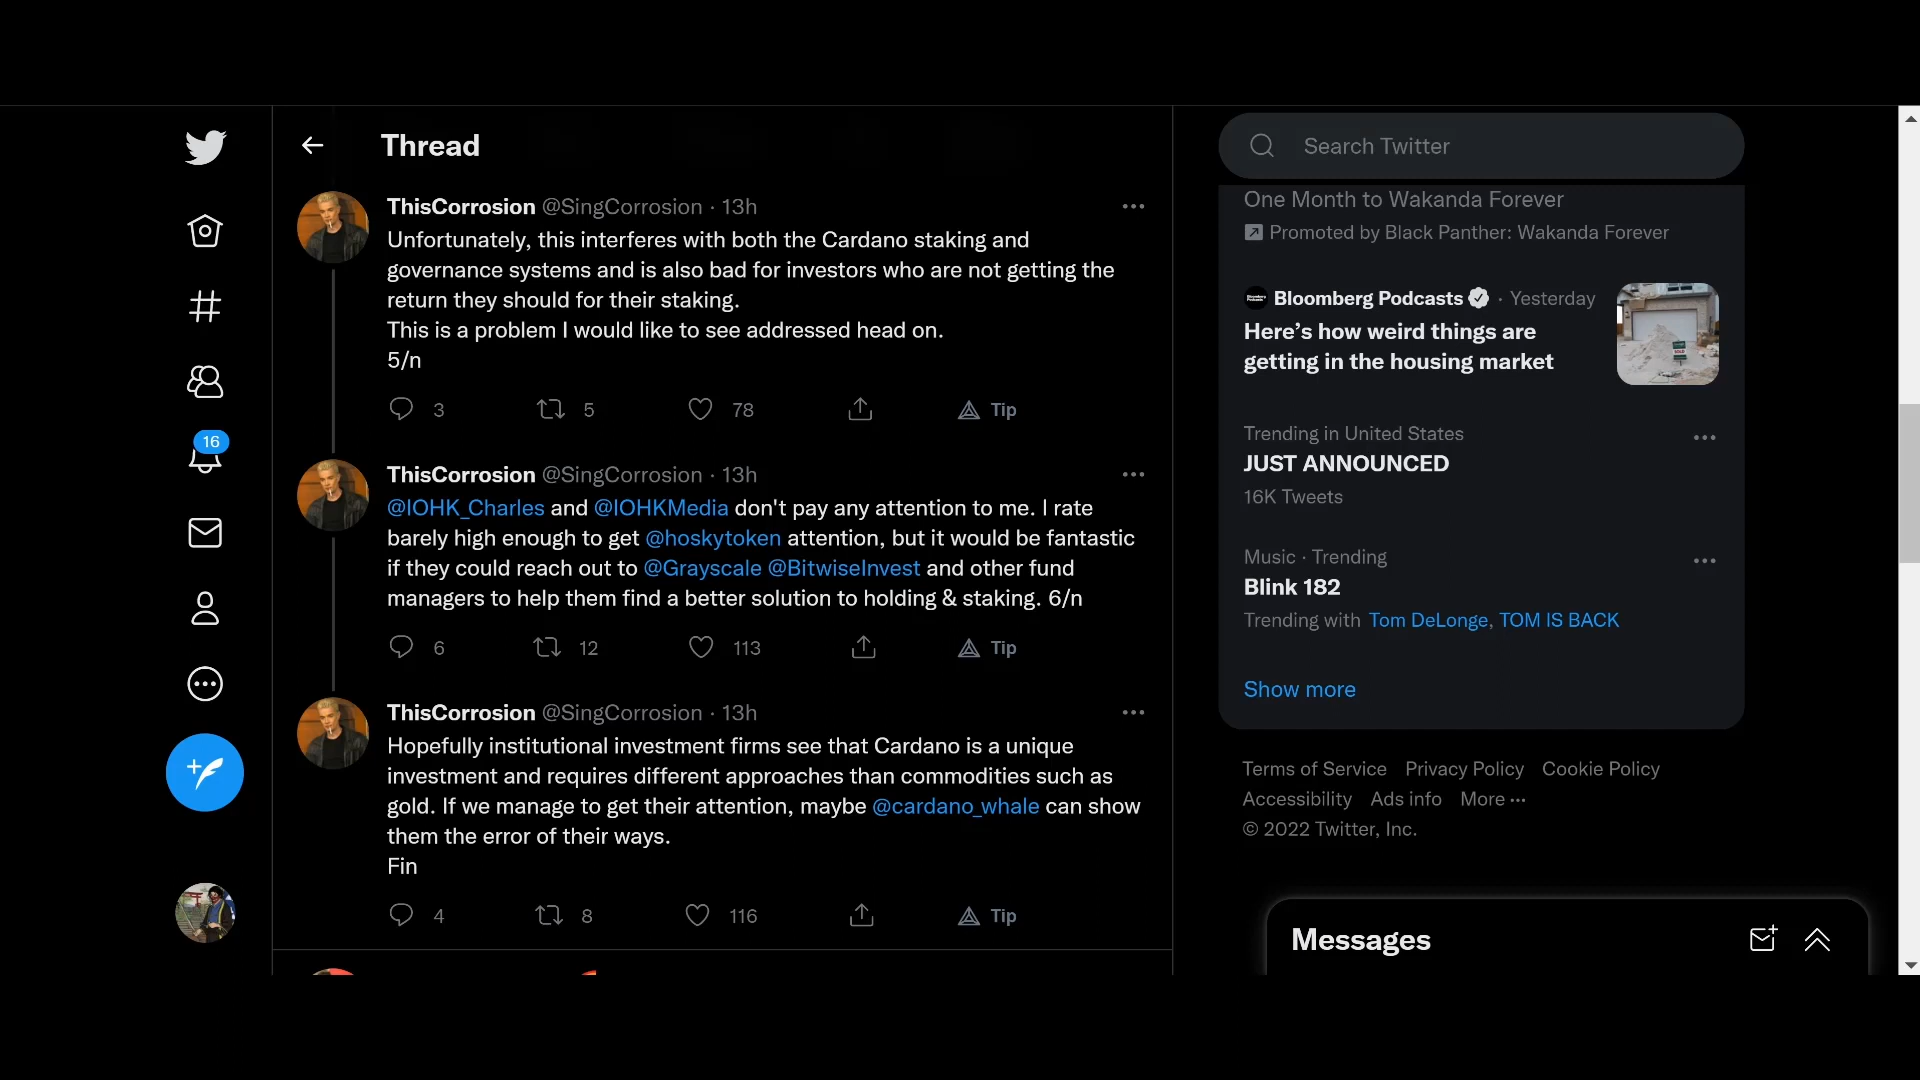 Thread
ThisCorrosion @SingCorrosion · 13h
Unfortunately, this interferes with both the Cardano staking and
governance systems and is also bad for investors who are not getting the
return they should for their staking.
This is a problem I would like to see addressed head on.
5/n
3 5 78 Tip
ThisCorrosion @SingCorrosion · 13h
@IOHK_Charles and @IOHKMedia don't pay any attention to me. I rate
barely high enough to get @hoskytoken attention, but it would be fantastic
if they could reach out to @Grayscale @BitwiseInvest and other fund
managers to help them find a better solution to holding & staking. 6/n
6 12 113 Tip
ThisCorrosion @SingCorrosion · 13h
Hopefully institutional investment firms see that Cardano is a unique
investment and requires different approaches than commodities such as
gold. If we manage to get their attention, maybe @cardano_whale can show
them the error of their ways.
Fin
4 8 116 Tip
16
Search Twitter
One Month to Wakanda Forever
Promoted by Black Panther: Wakanda Forever
Bloomberg Podcasts · Yesterday
Here's how weird things are
getting in the housing market
Trending in United States
JUST ANNOUNCED
16K Tweets
Music · Trending
Blink 182
Trending with Tom DeLonge, TOM IS BACK
Show more
Terms of Service Privacy Policy Cookie Policy
Accessibility Ads info More ···
© 2022 Twitter, Inc.
Messages